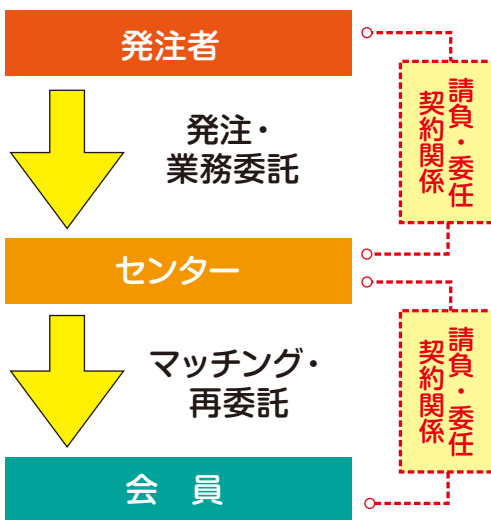 発注者
発注・
業務委託
請負・委任
契約関係
センター
マッチング・
再委託
請負・委任
契約関係
会 員